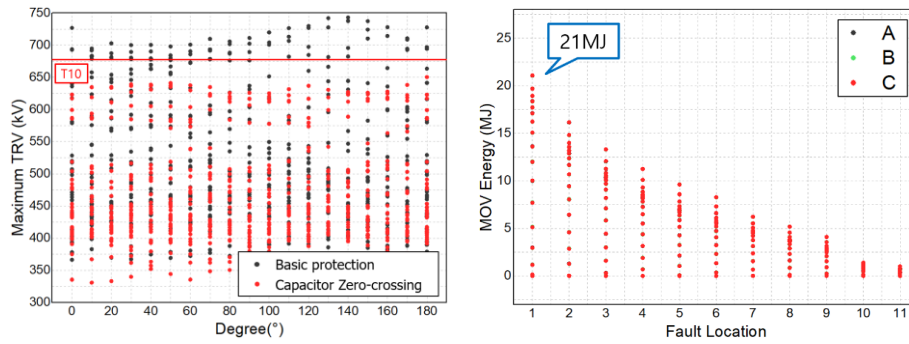 750
700
650
600
550
500
450
400
350
300
Maximum TRV (kV)
T10
Basic protection
Capacitor Zero-crossing
0 20 40 60 80 100 120 140 160 180
Degree(°)
25
20
15
10
5
0
MOV Energy (MJ)
21MJ
A
B
C
1 2 3 4 5 6 7 8 9 10 11
Fault Location